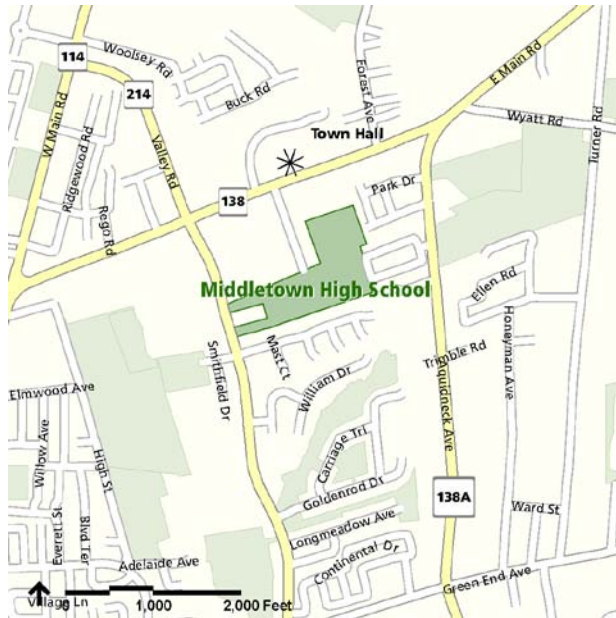 114
Woolsey Rd
214
Buck Rd
Forest Ave
E Main Rd
W Main Rd
Ridgewood Rd
Valley Rd
Town Hall
Wyatt Rd
Turner Rd
Rego Rd
138
Park Dr
Middletown High School
Ellen Rd
Smithfield Dr
Mast Ct
William Dr
Trimble Rd
Honeyman Ave
Aquidneck Ave
Elmwood Ave
Willow Ave
High St
Carriage Trl
Goldenrod Dr
138A
Ward St
Everett St
Blvd Ter
Longmeadow Ave
Continental Dr
Adelaide Ave
Green End Ave
Village Ln
0 1,000 2,000 Feet